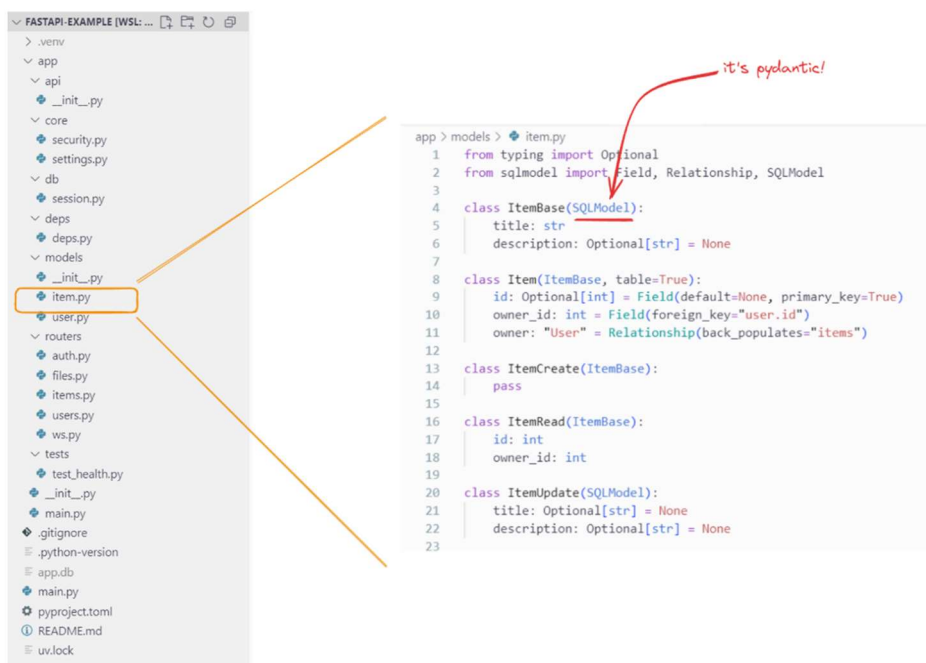 FASTAPI-EXAMPLE [WSL: ...
.venv
app
api
__init__.py
core
security.py
settings.py
db
session.py
deps
deps.py
models
__init__.py
item.py
user.py
routers
auth.py
files.py
items.py
users.py
ws.py
tests
test_health.py
__init__.py
main.py
.gitignore
.python-version
app.db
main.py
pyproject.toml
README.md
uv.lock
it's pydantic!
app > models > item.py
1 from typing import Optional
2 from sqlmodel import Field, Relationship, SQLModel
3
4 class ItemBase(SQLModel):
5     title: str
6     description: Optional[str] = None
7
8 class Item(ItemBase, table=True):
9     id: Optional[int] = Field(default=None, primary_key=True)
10     owner_id: int = Field(foreign_key="user.id")
11     owner: "User" = Relationship(back_populates="items")
12
13 class ItemCreate(ItemBase):
14     pass
15
16 class ItemRead(ItemBase):
17     id: int
18     owner_id: int
19
20 class ItemUpdate(SQLModel):
21     title: Optional[str] = None
22     description: Optional[str] = None
23